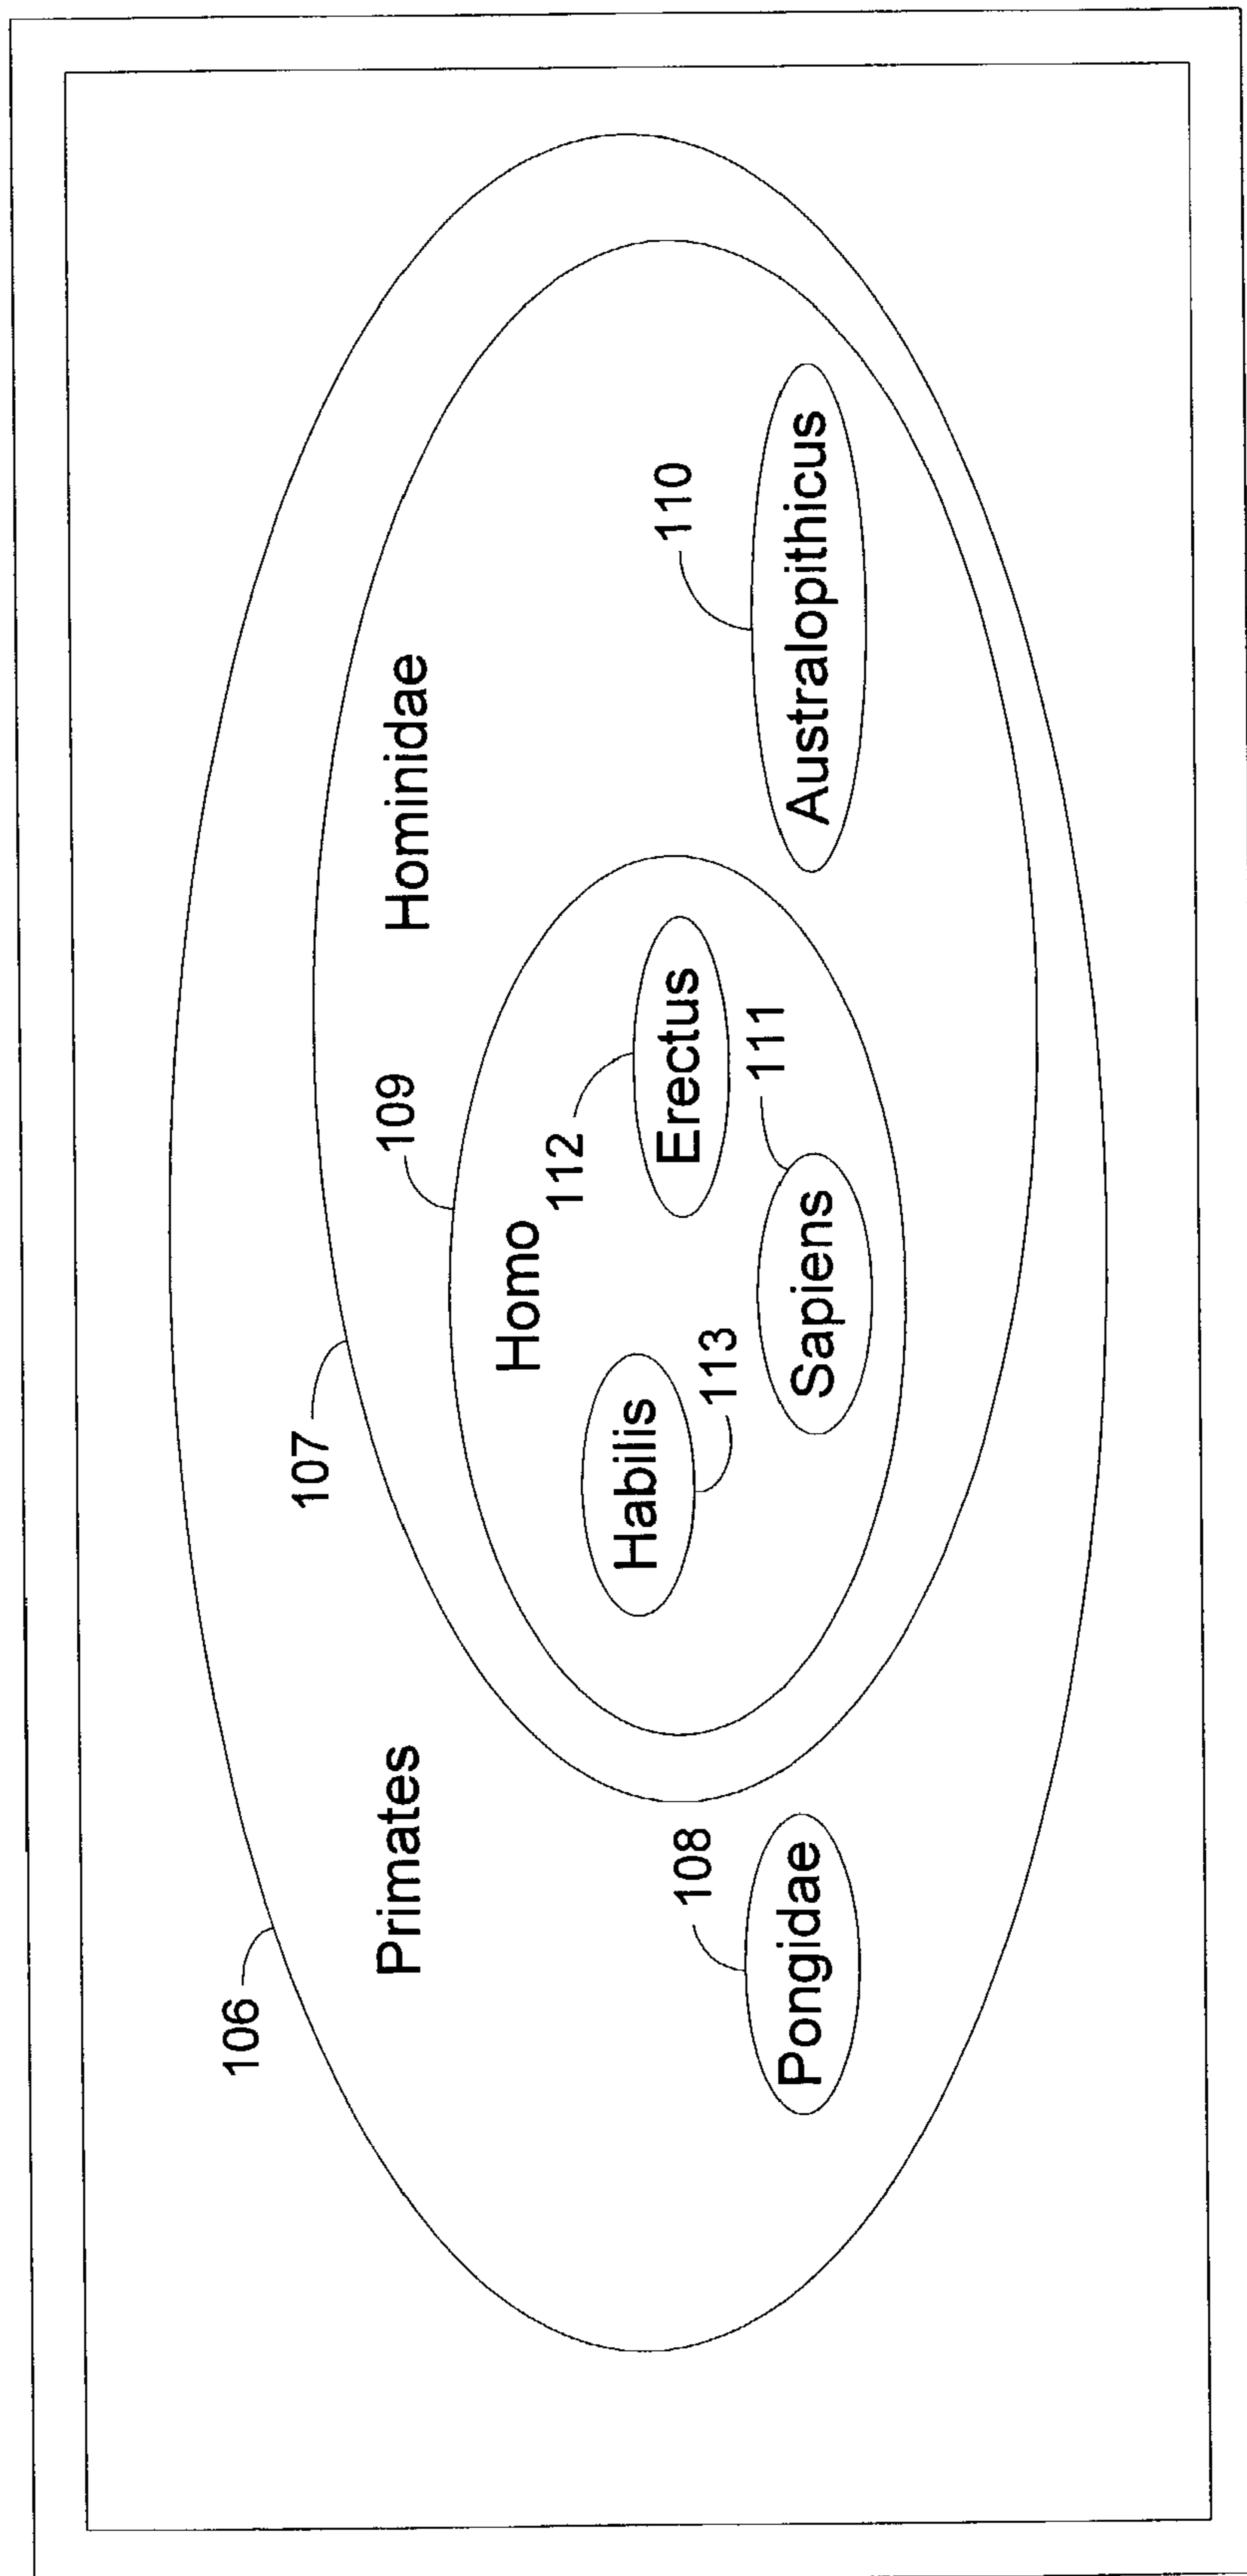 106
Primates
107
Hominidae
109
Homo
112
Erectus
Habilis
113
111
Sapiens
110
Australopithicus
108
Pongidae